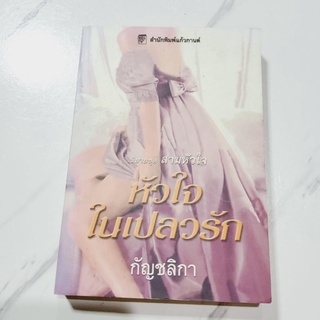 สำนักพิมพ์แก้วกานต์
สามหัวใจ
หัวใจ
ในเปลวรัก
กัญชลิกา